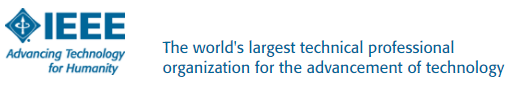 IEEE
Advancing Technology
for Humanity
The world's largest technical professional
organization for the advancement of technology